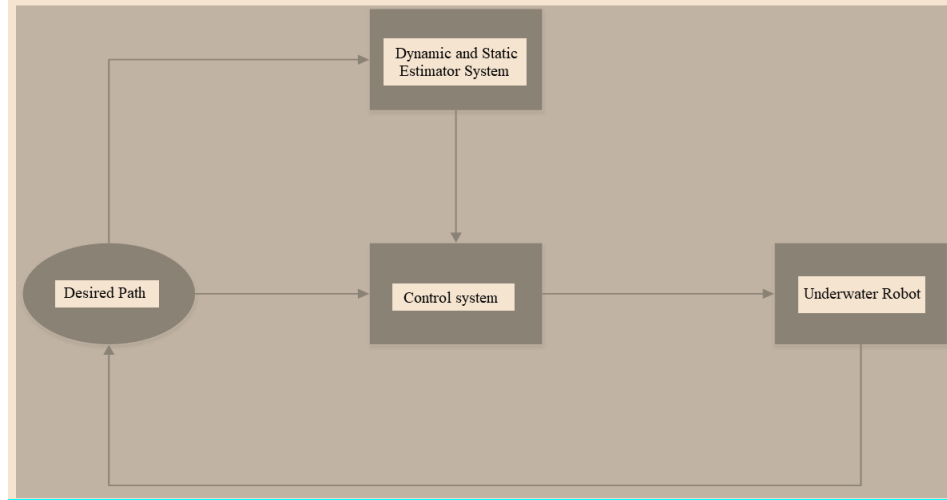 Dynamic and Static
Estimator System
Desired Path
Control system
Underwater Robot